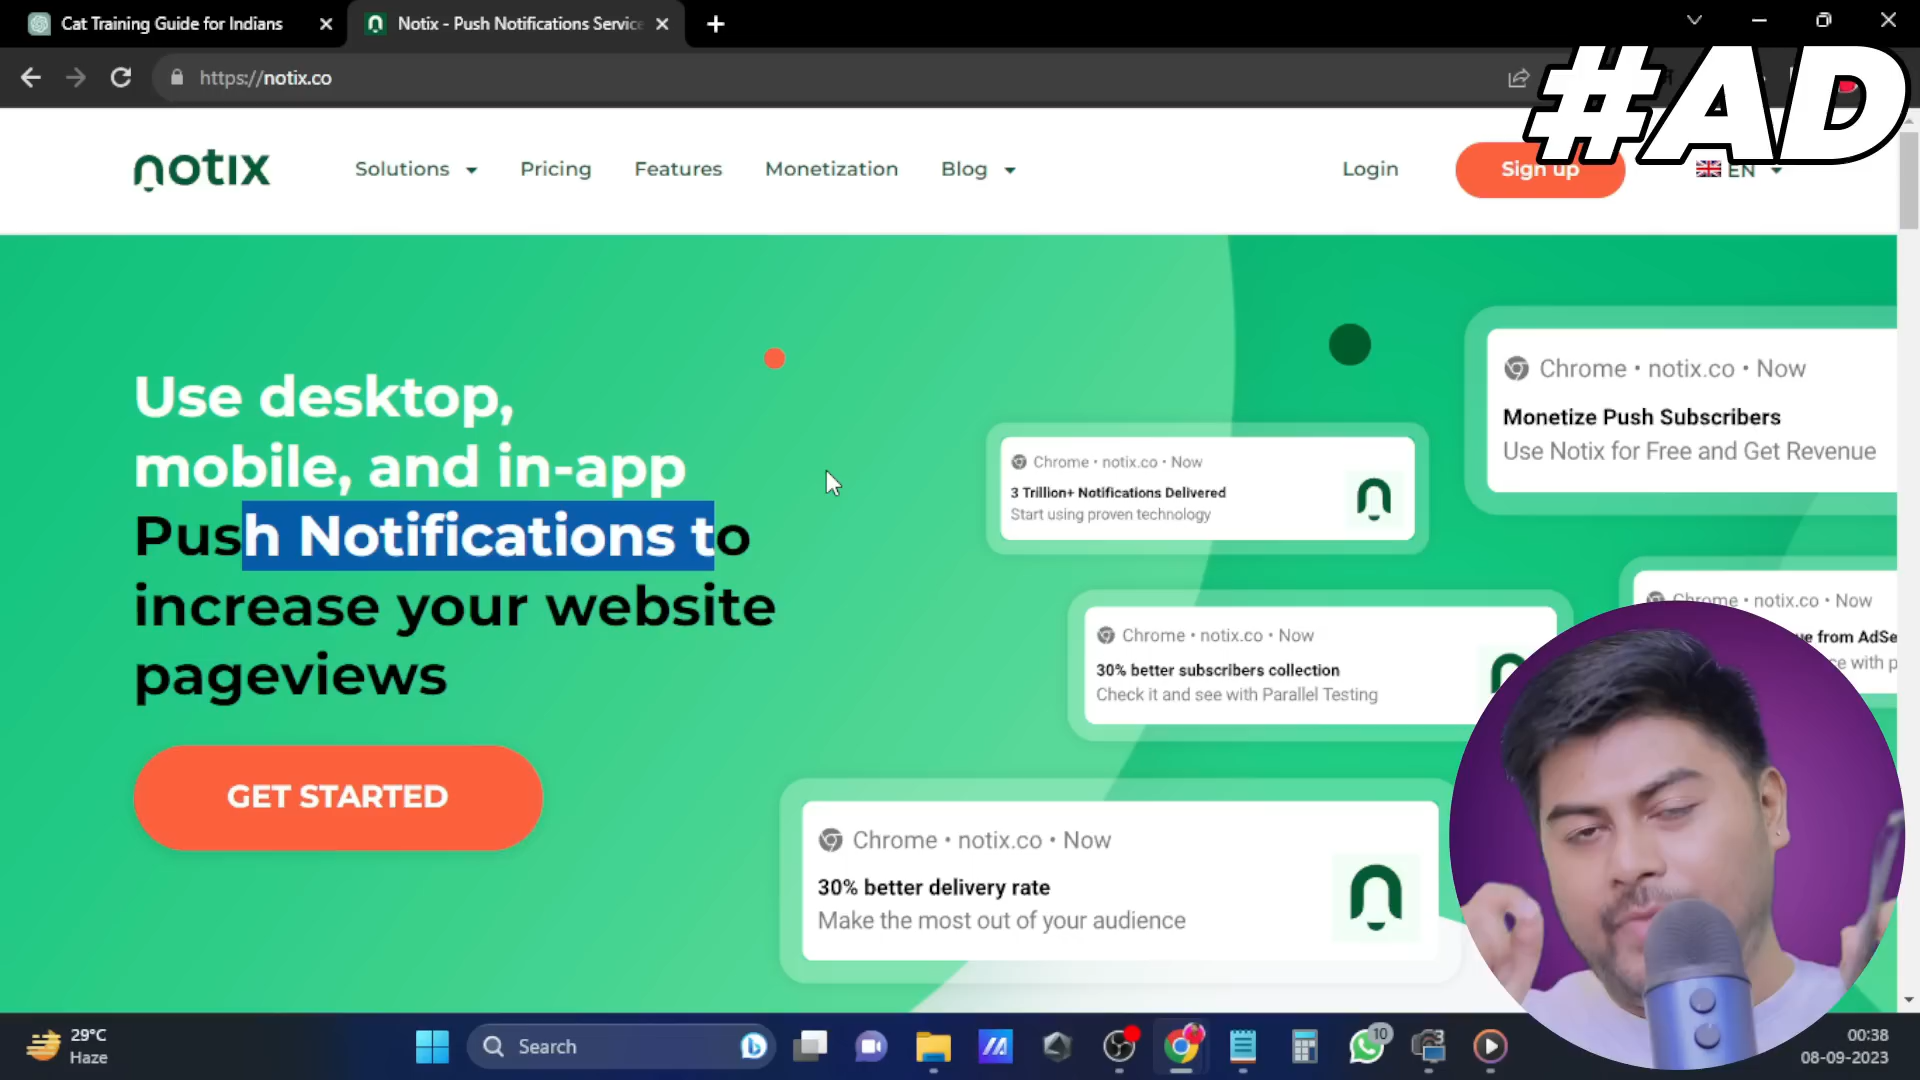 Cat Training Guide for Indians
Notix - Push Notifications Service
https://notix.co
#AD
notix
Solutions
Pricing
Features
Monetization
Blog
Login
Sign up
EN
Use desktop,
mobile, and in-app
Push Notifications to
increase your website
pageviews
GET STARTED
Chrome • notix.co • Now
Monetize Push Subscribers
Use Notix for Free and Get Revenue
Chrome • notix.co • Now
3 Trillion+ Notifications Delivered
Start using proven technology
Chrome • notix.co • Now
30% better subscribers collection
Check it and see with Parallel Testing
Chrome • notix.co • Now
from AdSe
with p
Chrome • notix.co • Now
30% better delivery rate
Make the most out of your audience
29°C
Haze
Search
10
00:38
08-09-2023